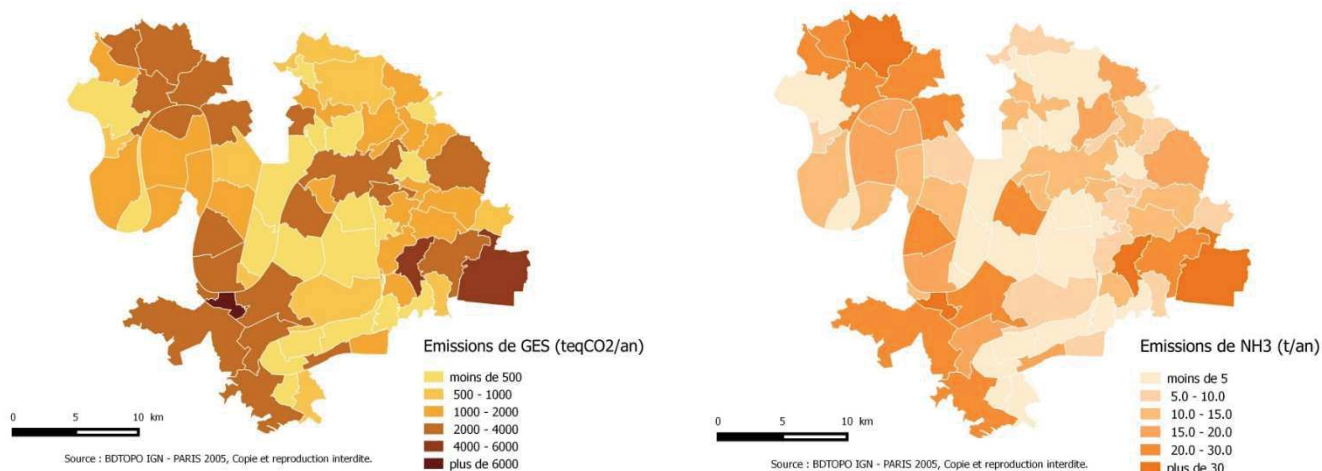 Emissions de GES (teqCO2/an)
moins de 500
500 - 1000
1000 - 2000
2000 - 4000
4000 - 6000
plus de 6000
0 5 10 km
Source : BDTOPO IGN - PARIS 2005, Copie et reproduction interdite.
Emissions de NH3 (t/an)
moins de 5
5.0 - 10.0
10.0 - 15.0
15.0 - 20.0
20.0 - 30.0
plus de 30
0 5 10 km
Source : BDTOPO IGN - PARIS 2005, Copie et reproduction interdite.